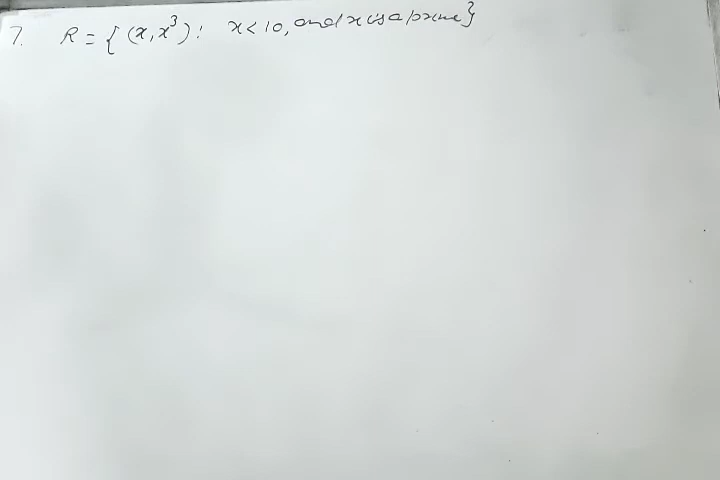 7. R = { (x, x³) : x < 10, and x is a prime }